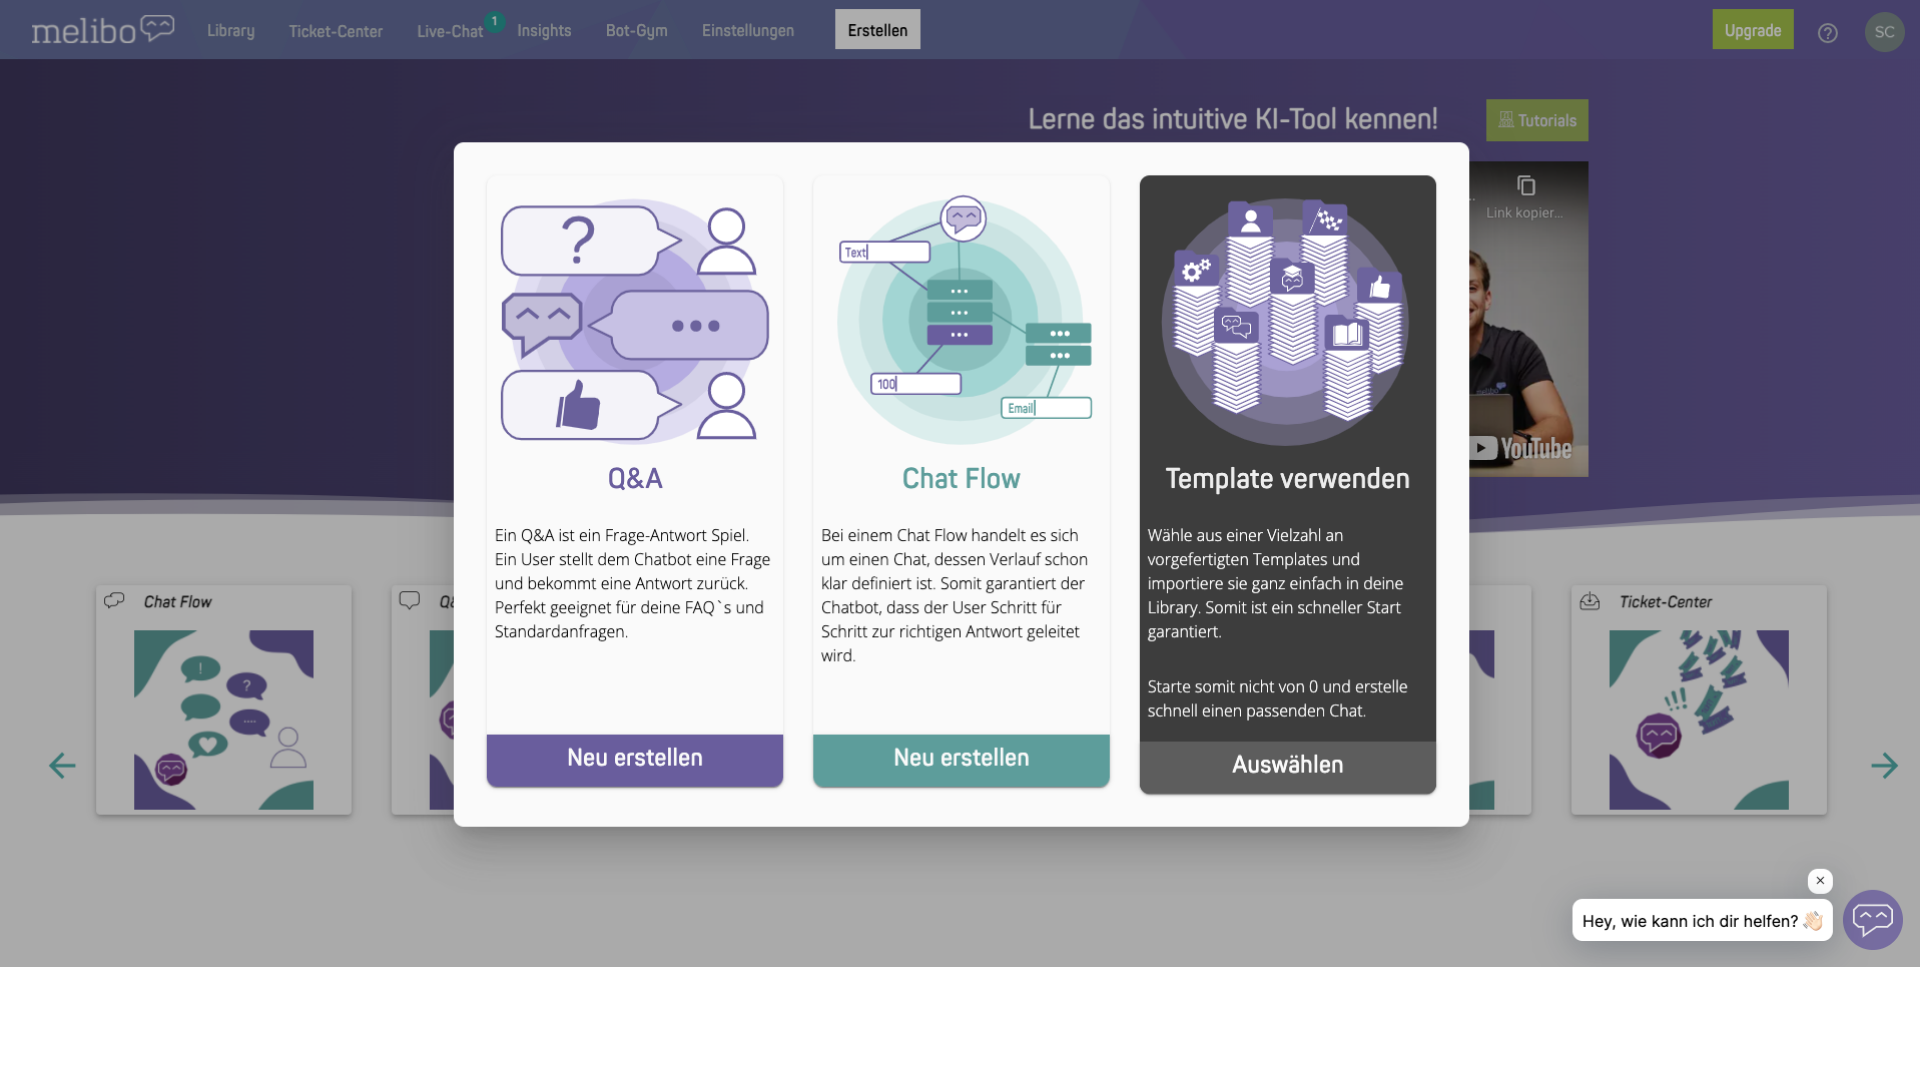 melibo
Library
Ticket-Center
Live-Chat
1
Insights
Bot-Gym
Einstellungen
Erstellen
Upgrade
?
SC
Lerne das intuitive KI-Tool kennen!
Tutorials
Link kopier...
melibo
YouTube
?
Text
100
Email
Q&A
Ein Q&A ist ein Frage-Antwort Spiel.
Ein User stellt dem Chatbot eine Frage
und bekommt eine Antwort zurück.
Perfekt geeignet für deine FAQ`s und
Standardanfragen.
Neu erstellen
Chat Flow
Bei einem Chat Flow handelt es sich
um einen Chat, dessen Verlauf schon
klar definiert ist. Somit garantiert der
Chatbot, dass der User Schritt für
Schritt zur richtigen Antwort geleitet
wird.
Neu erstellen
Template verwenden
Wähle aus einer Vielzahl an
vorgefertigten Templates und
importiere sie ganz einfach in deine
Library. Somit ist ein schneller Start
garantiert.
Starte somit nicht von 0 und erstelle
schnell einen passenden Chat.
Auswählen
Chat Flow
!
?
Ticket-Center
!!
Hey, wie kann ich dir helfen? 👋🏻